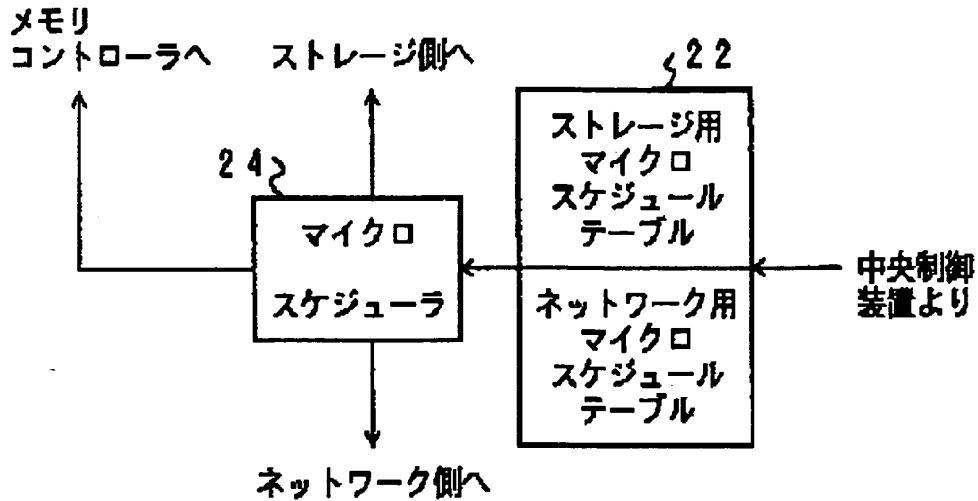 メモリ
コントローラへ
ストレージ側へ
22
ストレージ用
マイクロ
スケジュール
テーブル
24
マイクロ
スケジューラ
中央制御
装置より
ネットワーク用
マイクロ
スケジュール
テーブル
ネットワーク側へ